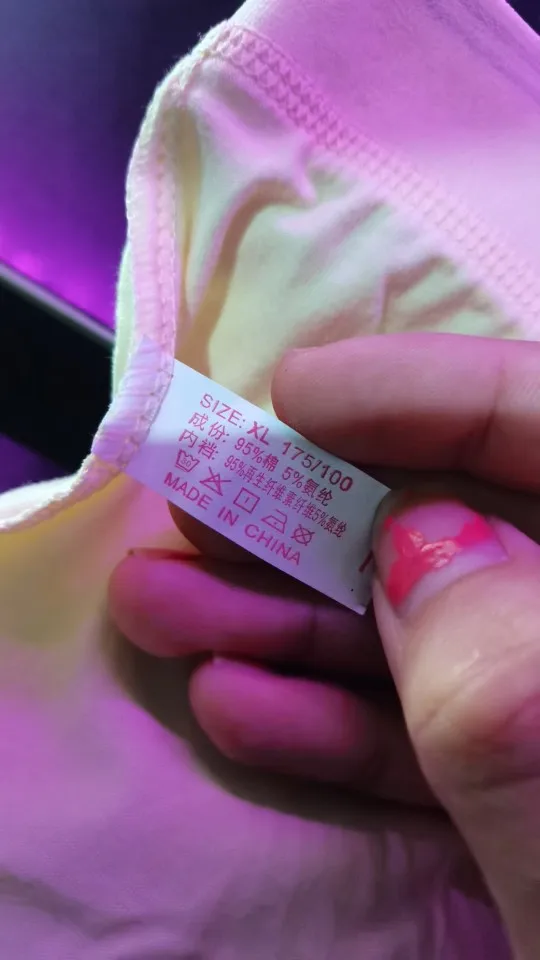 SIZE: XL 175/100
成份: 95%棉 5%氨纶
内裆: 95%再生纤维素纤维5%氨纶
MADE IN CHINA